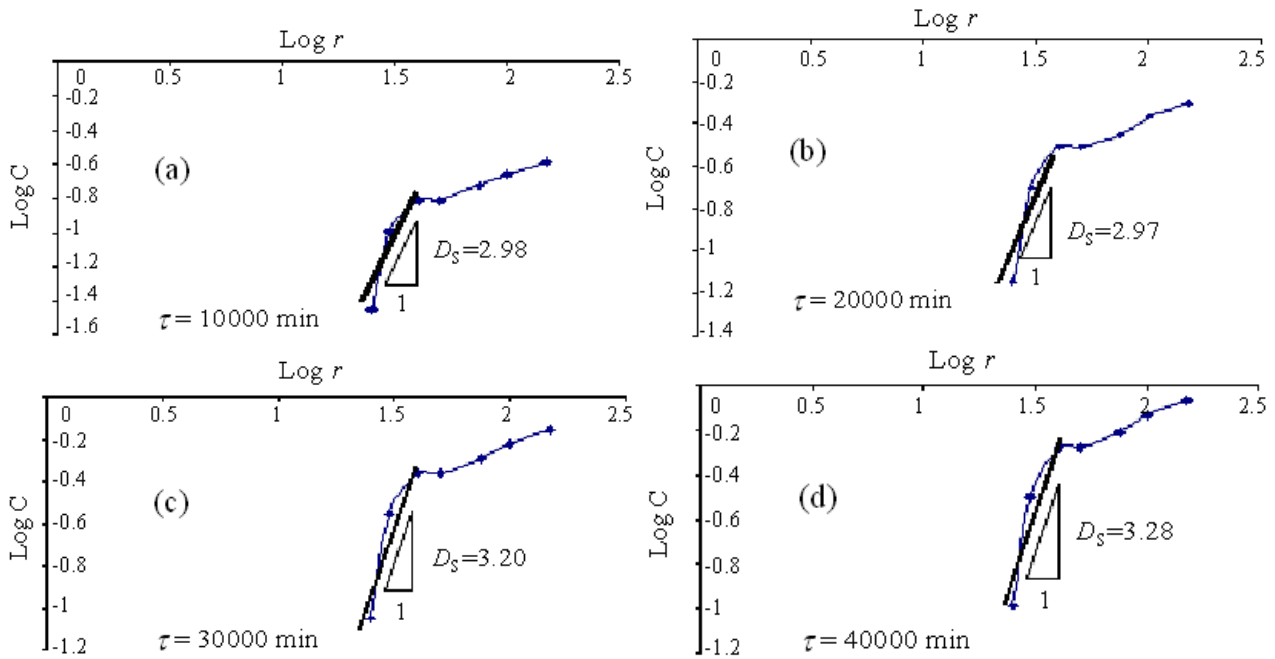 Log r
0 0.5 1 1.5 2 2.5
-0.2
-0.4
-0.6
-0.8
-1
-1.2
-1.4
-1.6
Log C
(a)
D_S=2.98
1
τ = 10000 min
Log r
0 0.5 1 1.5 2 2.5
-0.2
-0.4
-0.6
-0.8
-1
-1.2
-1.4
Log C
(b)
D_S=2.97
1
τ = 20000 min
Log r
0 0.5 1 1.5 2 2.5
-0.2
-0.4
-0.6
-0.8
-1
-1.2
Log C
(c)
D_S=3.20
1
τ = 30000 min
Log r
0 0.5 1 1.5 2 2.5
-0.2
-0.4
-0.6
-0.8
-1
-1.2
Log C
(d)
D_S=3.28
1
τ = 40000 min